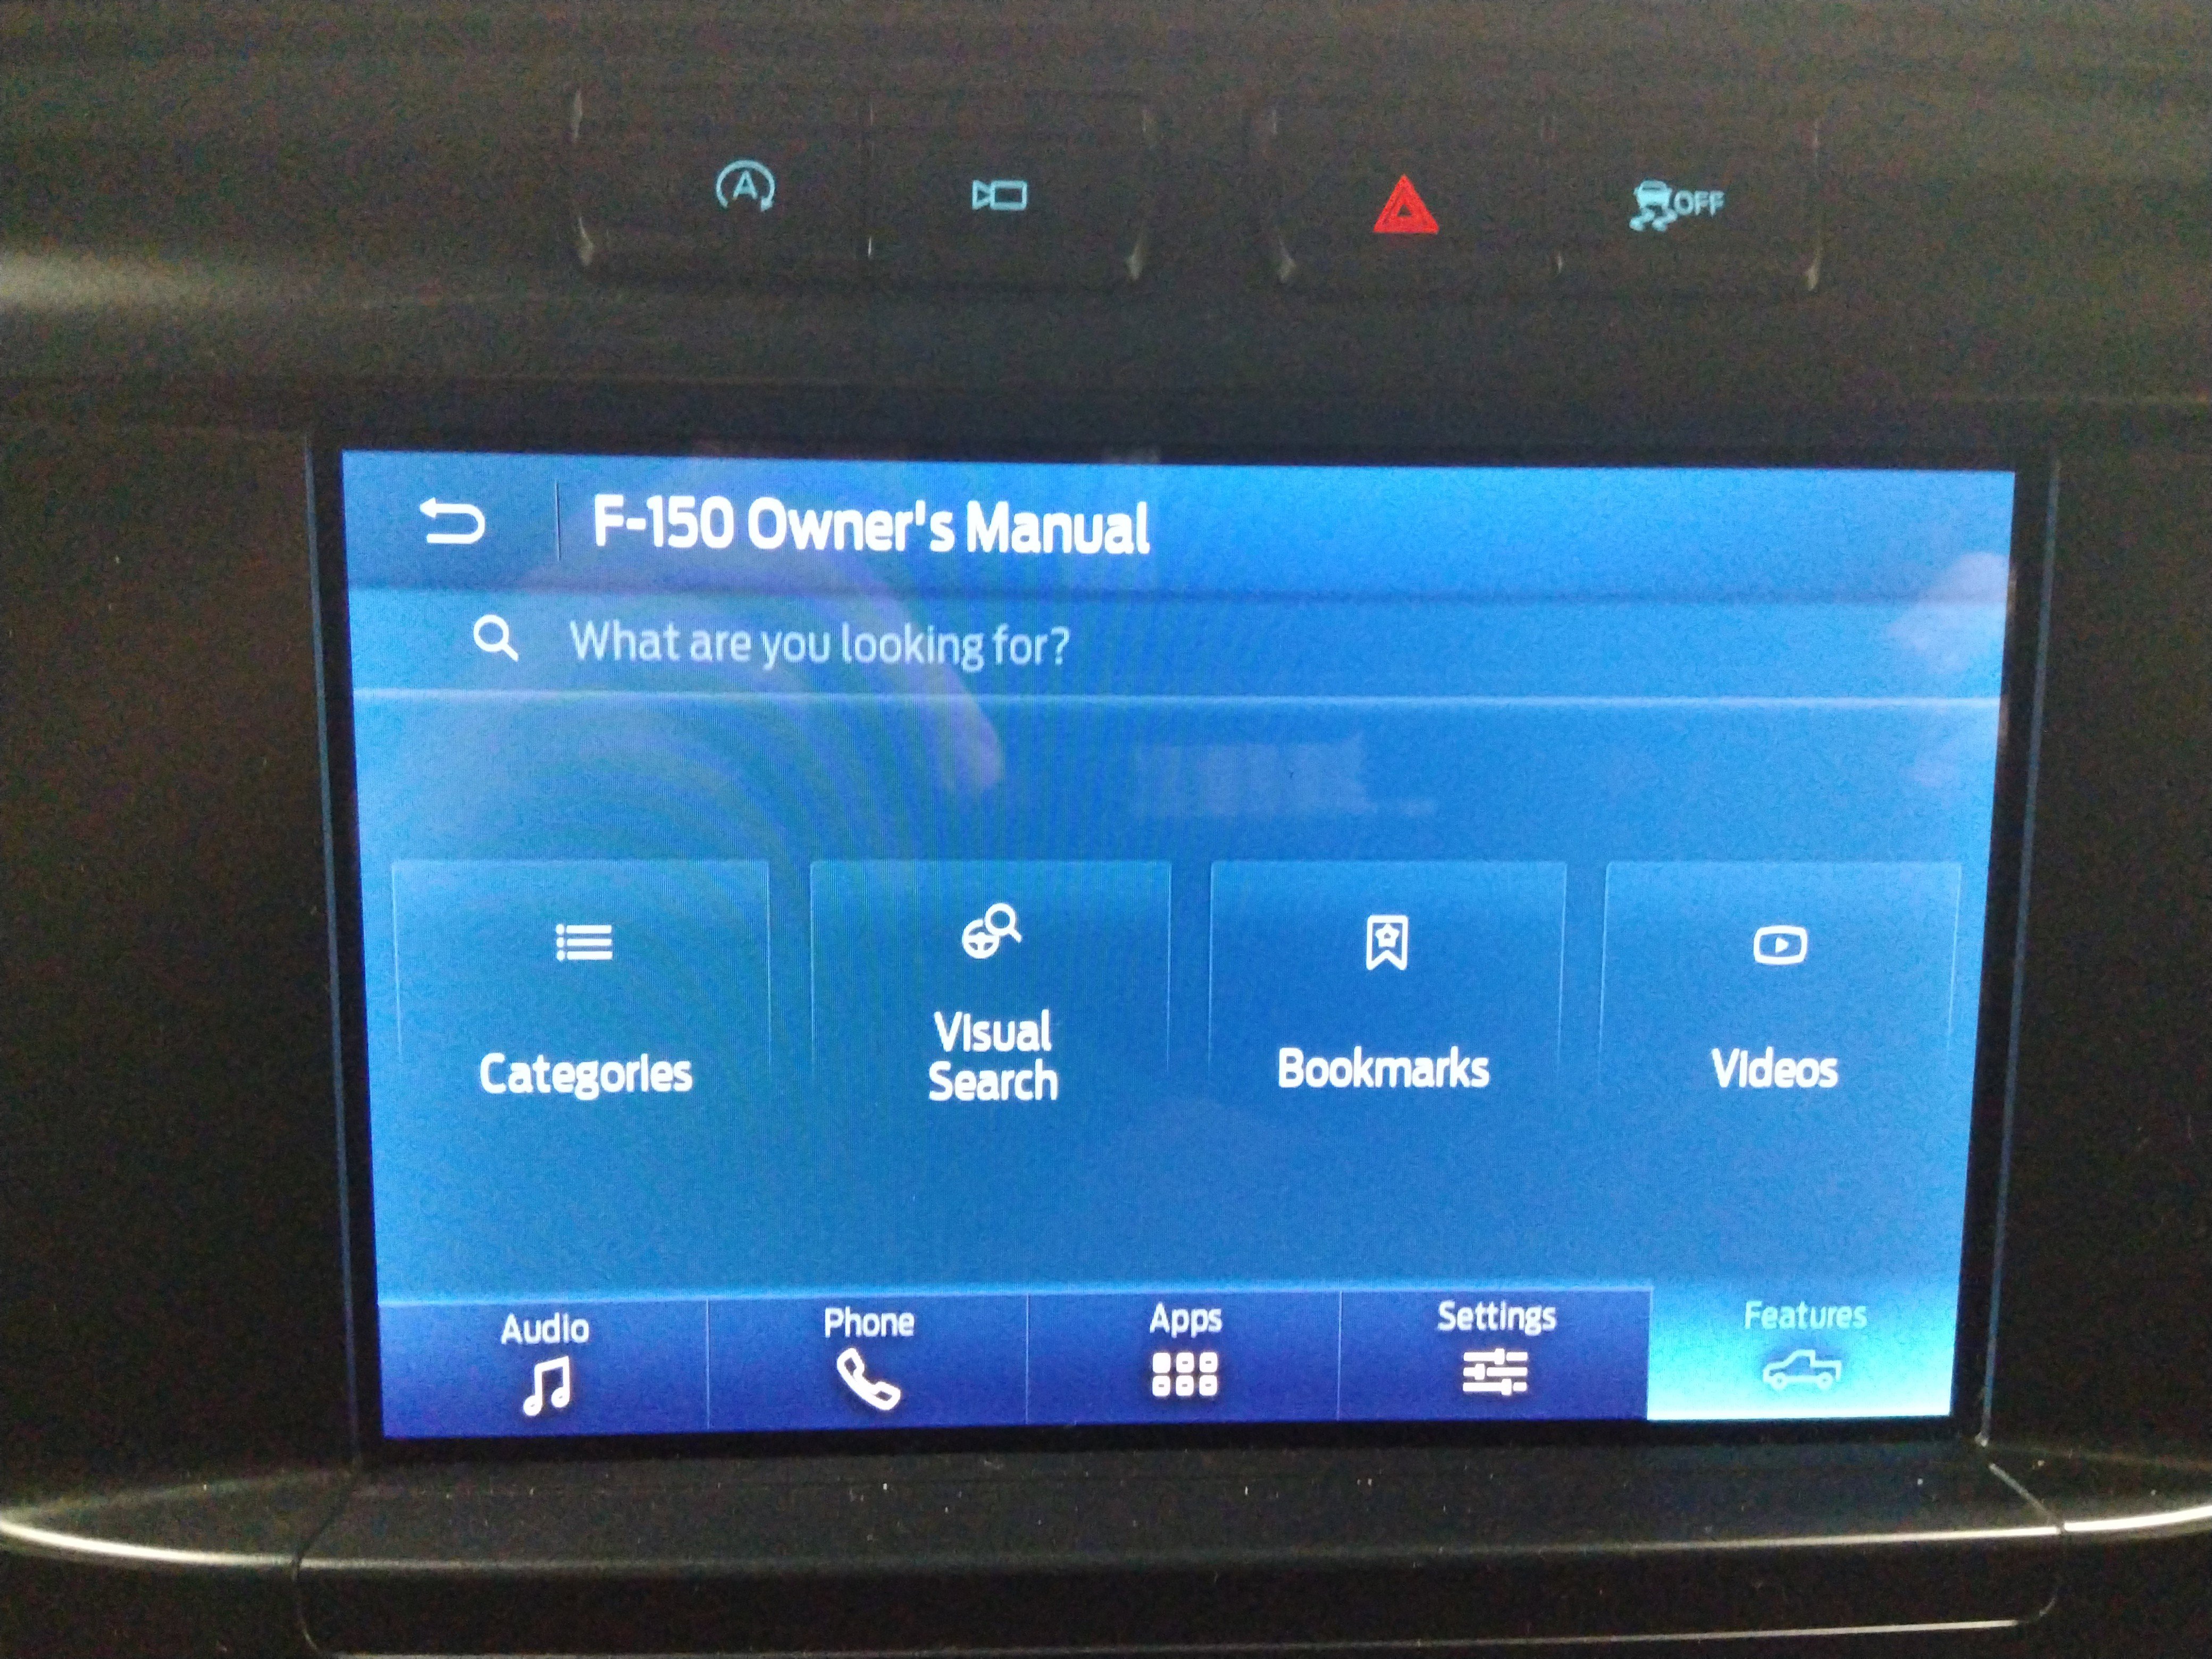 A
OFF
F-150 Owner's Manual
What are you looking for?
Categories
Visual
Search
Bookmarks
Videos
Audio
Phone
Apps
Settings
Features